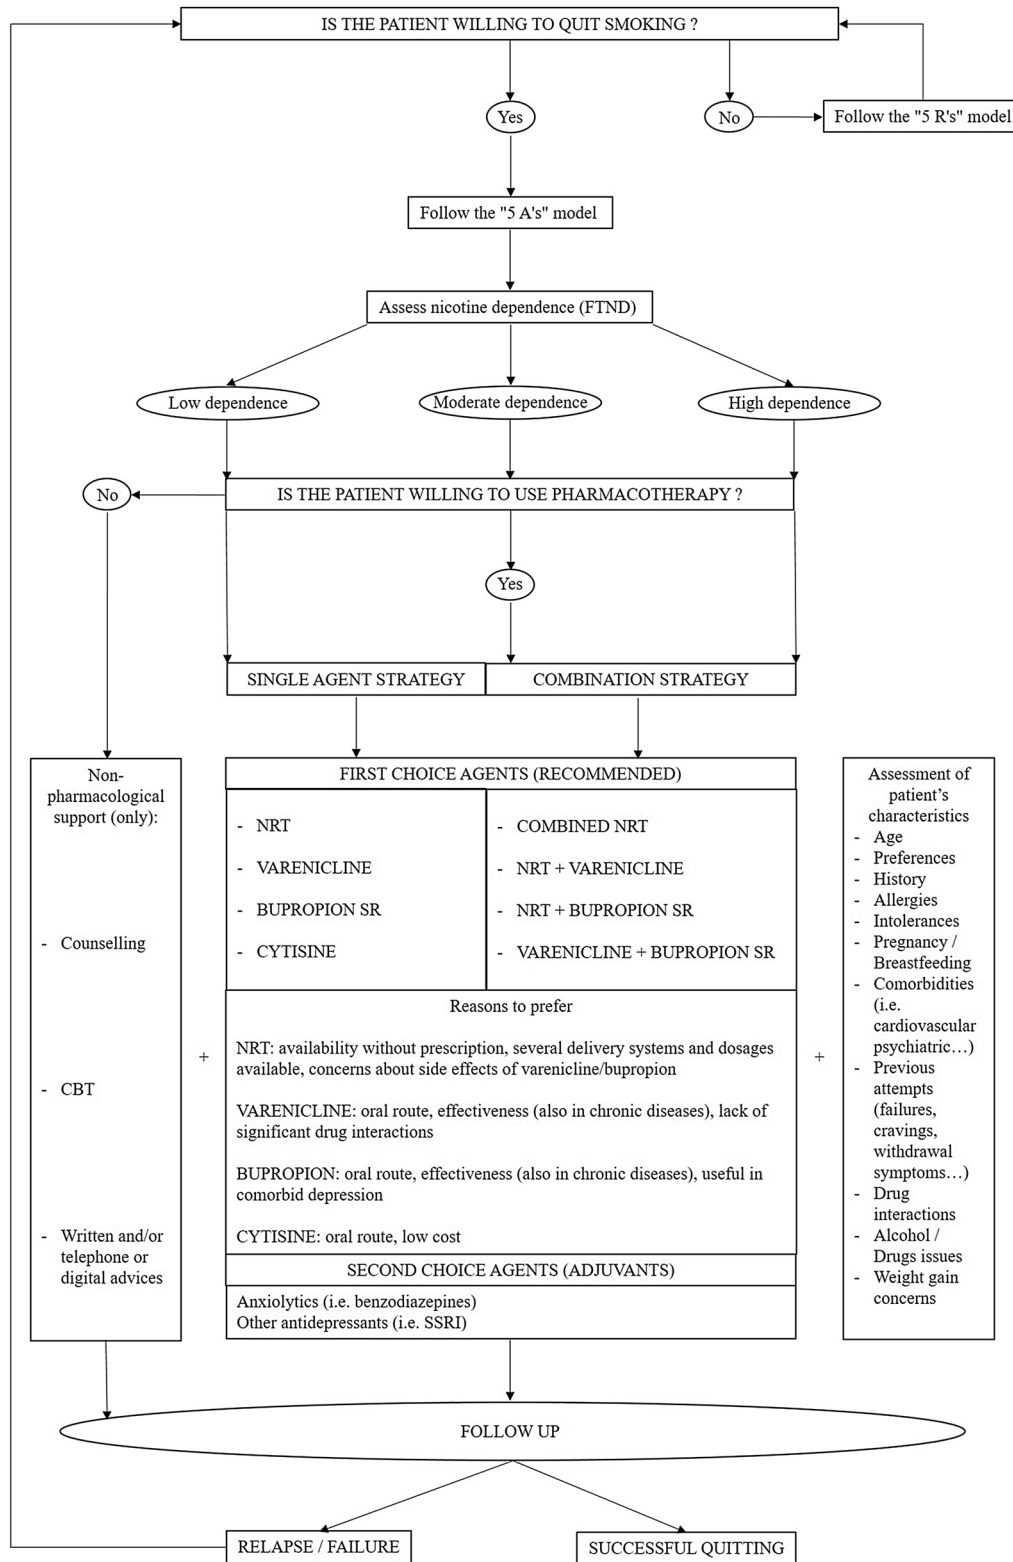 IS THE PATIENT WILLING TO QUIT SMOKING ?
Yes
No
Follow the "5 R's" model
Follow the "5 A's" model
Assess nicotine dependence (FTND)
Low dependence
Moderate dependence
High dependence
No
IS THE PATIENT WILLING TO USE PHARMACOTHERAPY ?
Yes
SINGLE AGENT STRATEGY
COMBINATION STRATEGY
Non-
pharmacological
support (only):
- Counselling
- CBT
- Written and/or
telephone or
digital advices
+
FIRST CHOICE AGENTS (RECOMMENDED)
- NRT
- VARENICLINE
- BUPROPION SR
- CYTISINE
- COMBINED NRT
- NRT + VARENICLINE
- NRT + BUPROPION SR
- VARENICLINE + BUPROPION SR
Reasons to prefer
NRT: availability without prescription, several delivery systems and dosages
available, concerns about side effects of varenicline/bupropion
VARENICLINE: oral route, effectiveness (also in chronic diseases), lack of
significant drug interactions
BUPROPION: oral route, effectiveness (also in chronic diseases), useful in
comorbid depression
CYTISINE: oral route, low cost
SECOND CHOICE AGENTS (ADJUVANTS)
Anxiolytics (i.e. benzodiazepines)
Other antidepressants (i.e. SSRI)
+
Assessment of
patient’s
characteristics
- Age
- Preferences
- History
- Allergies
- Intolerances
- Pregnancy /
Breastfeeding
- Comorbidities
(i.e.
cardiovascular
psychiatric…)
- Previous
attempts
(failures,
cravings,
withdrawal
symptoms…)
- Drug
interactions
- Alcohol /
Drugs issues
- Weight gain
concerns
FOLLOW UP
RELAPSE / FAILURE
SUCCESSFUL QUITTING